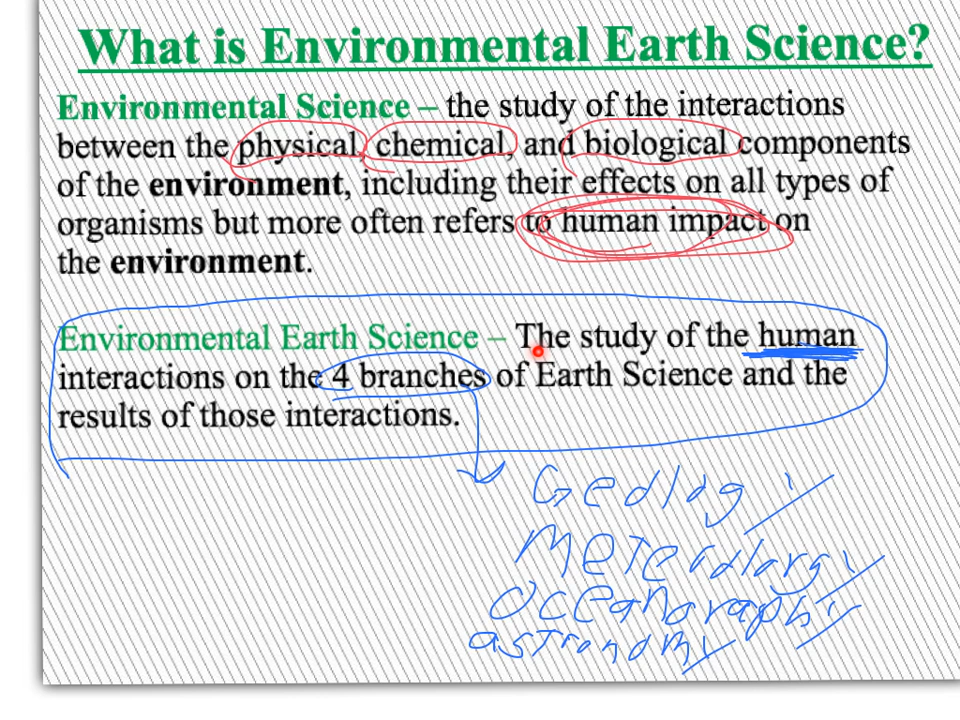 What is Environmental Earth Science?
Environmental Science – the study of the interactions
between the physical, chemical, and biological components
of the environment, including their effects on all types of
organisms but more often refers to human impact on
the environment.
Environmental Earth Science – The study of the human
interactions on the 4 branches of Earth Science and the
results of those interactions.
Geology
meteorology
oceanography
astronomy